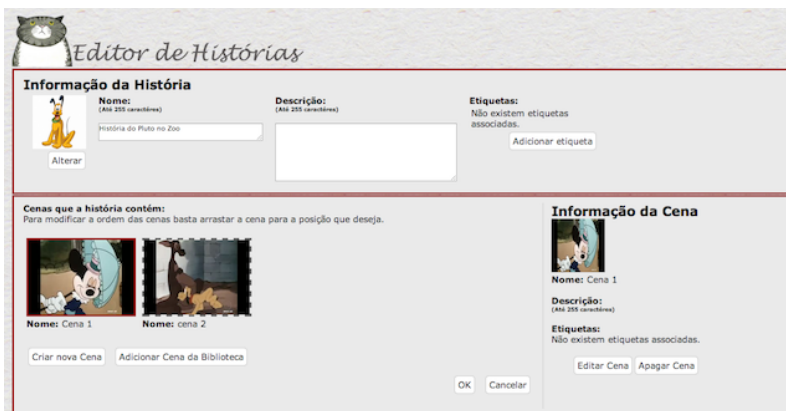 Editor de Histórias
Informação da História
Nome:
(Até 255 caractéres)
História do Pluto no Zoo
Alterar
Descrição:
(Até 255 caractéres)
Etiquetas:
Não existem etiquetas
associadas.
Adicionar etiqueta
Cenas que a história contém:
Para modificar a ordem das cenas basta arrastar a cena para a posição que deseja.
Nome: Cena 1
Nome: cena 2
Criar nova Cena
Adicionar Cena da Biblioteca
OK
Cancelar
Informação da Cena
Nome: Cena 1
Descrição:
(Até 255 caractéres)
Etiquetas:
Não existem etiquetas associadas.
Editar Cena
Apagar Cena